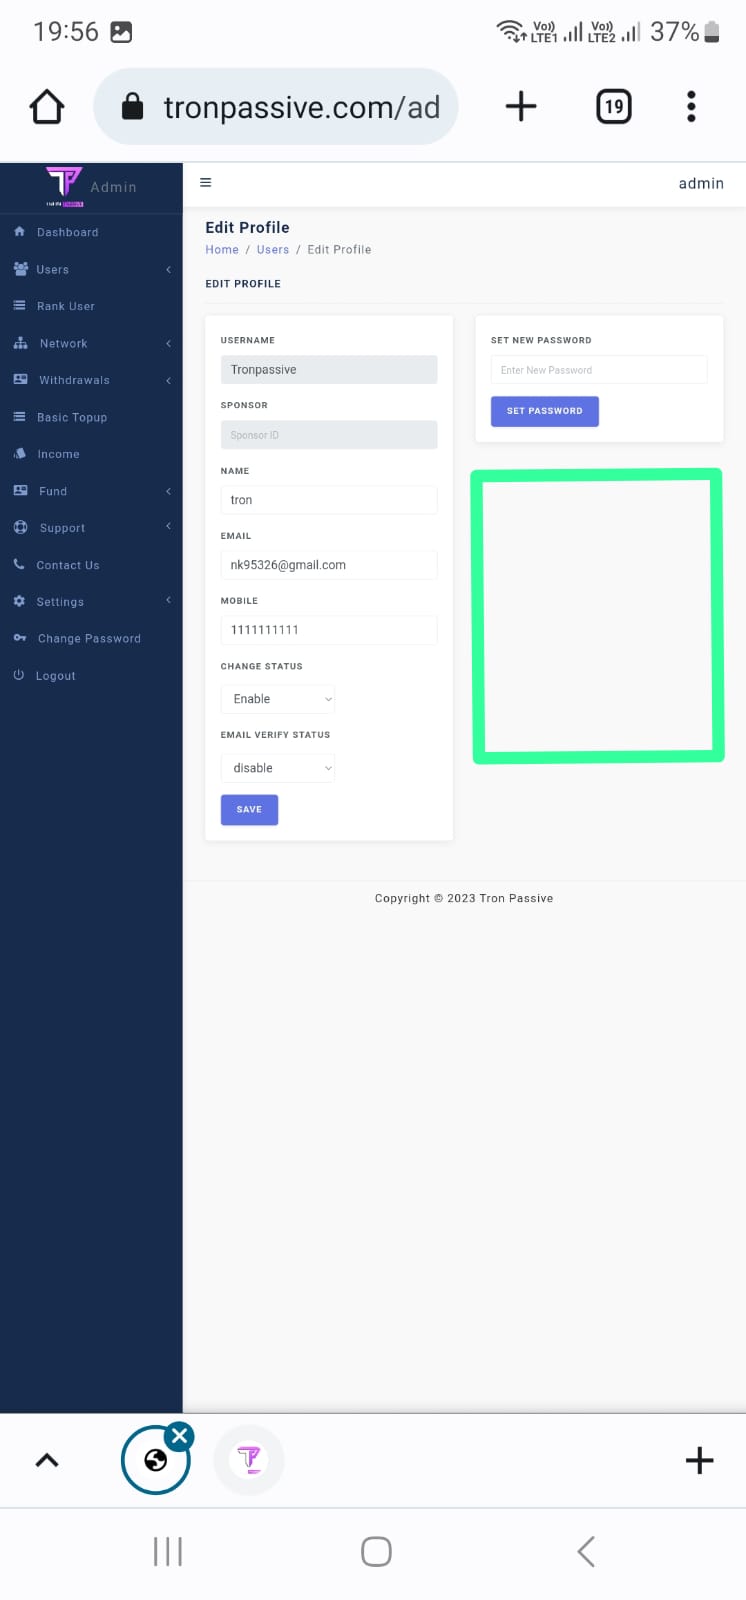 19:56
Vo)) LTE1 Vo)) LTE2 37%
tronpassive.com/ad
19
TP Admin
admin
Dashboard
Users
Rank User
Network
Withdrawals
Basic Topup
Income
Fund
Support
Contact Us
Settings
Change Password
Logout
Edit Profile
Home / Users / Edit Profile
EDIT PROFILE
USERNAME
Tronpassive
SPONSOR
Sponsor ID
NAME
tron
EMAIL
nk95326@gmail.com
MOBILE
1111111111
CHANGE STATUS
Enable
EMAIL VERIFY STATUS
disable
SAVE
SET NEW PASSWORD
Enter New Password
SET PASSWORD
Copyright © 2023 Tron Passive